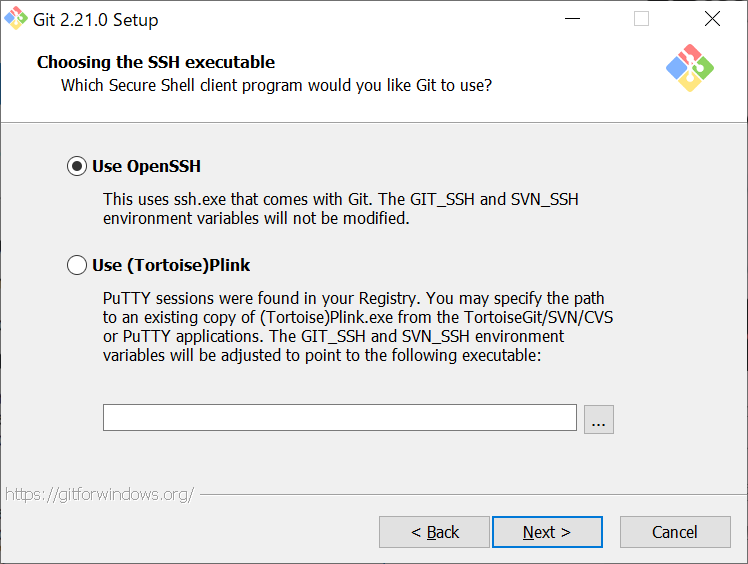 Git 2.21.0 Setup
Choosing the SSH executable
Which Secure Shell client program would you like Git to use?
Use OpenSSH
This uses ssh.exe that comes with Git. The GIT_SSH and SVN_SSH
environment variables will not be modified.
Use (Tortoise)Plink
PuTTY sessions were found in your Registry. You may specify the path
to an existing copy of (Tortoise)Plink.exe from the TortoiseGit/SVN/CVS
or PuTTY applications. The GIT_SSH and SVN_SSH environment
variables will be adjusted to point to the following executable:
...
https://gitforwindows.org/
< Back
Next >
Cancel